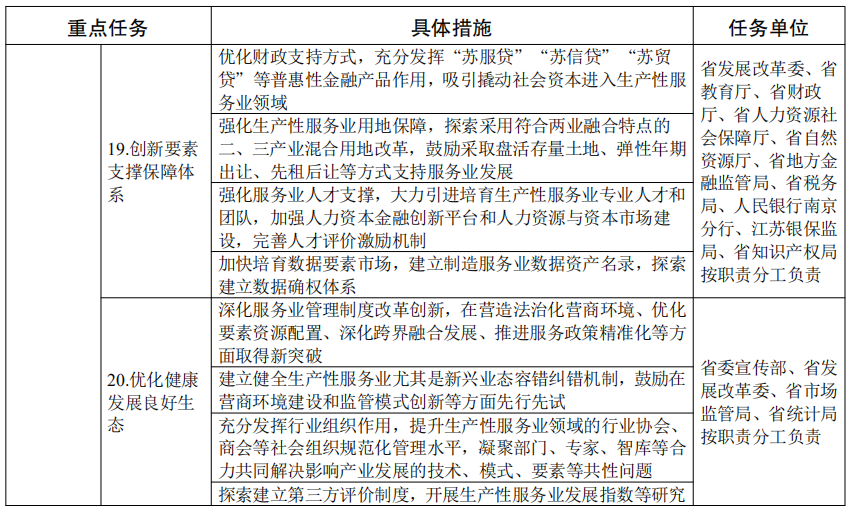 重点任务
具体措施
任务单位
19.创新要素
支撑保障体
系
优化财政支持方式，充分发挥“苏服贷”“苏信贷”“苏贸
贷”等普惠性金融产品作用，吸引撬动社会资本进入生产性服
务业领域
强化生产性服务业用地保障，探索采用符合两业融合特点的
二、三产业混合用地改革，鼓励采取盘活存量土地、弹性年期
出让、先租后让等方式支持服务业发展
强化服务业人才支撑，大力引进培育生产性服务业专业人才和
团队，加强人力资本金融创新平台和人力资源与资本市场建
设，完善人才评价激励机制
加快培育数据要素市场，建立制造服务业数据资产名录，探索
建立数据确权体系
省发展改革委、省
教育厅、省财政
厅、省人力资源社
会保障厅、省自然
资源厅、省地方金
融监管局、省税务
局、人民银行南京
分行、江苏银保监
局、省知识产权局
按职责分工负责
20.优化健康
发展良好生
态
深化服务业管理制度改革创新，在营造法治化营商环境、优化
要素资源配置、深化跨界融合发展、推进服务政策精准化等方
面取得新突破
建立健全生产性服务业尤其是新兴业态容错纠错机制，鼓励在
营商环境建设和监管模式创新等方面先行先试
充分发挥行业组织作用，提升生产性服务业领域的行业协会、
商会等社会组织规范化管理水平，凝聚部门、专家、智库等合
力共同解决影响产业发展的技术、模式、要素等共性问题
探索建立第三方评价制度，开展生产性服务业发展指数等研究
省委宣传部、省发
展改革委、省市场
监管局、省统计局
按职责分工负责